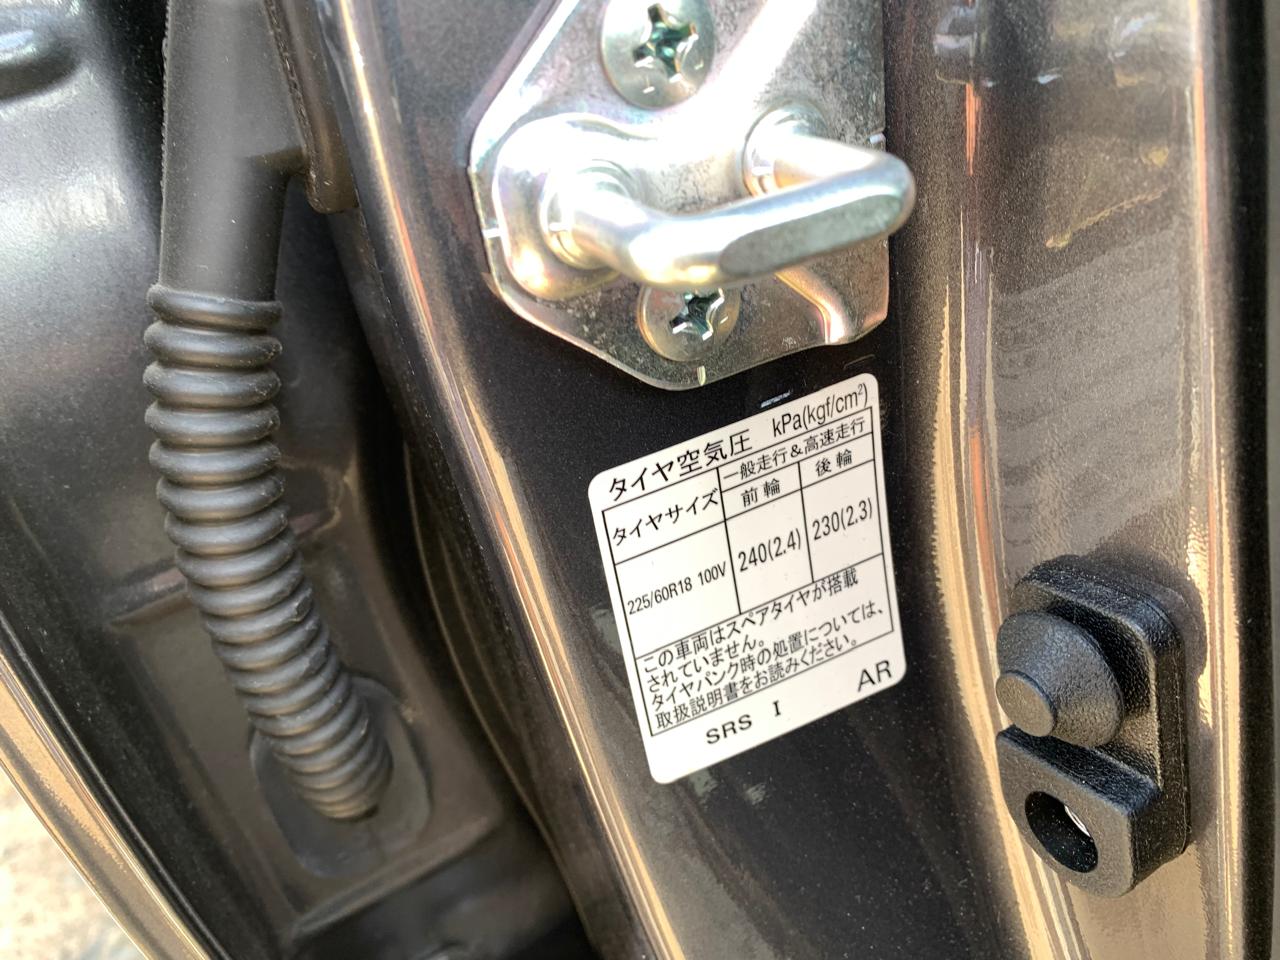 タイヤ空気圧 kPa(kgf/cm²)
タイヤサイズ 一般走行&高速走行
前輪 後輪
225/60R18 100V 240(2.4) 230(2.3)
この車両はスペアタイヤが搭載
されていません。
タイヤパンク時の処置については、
取扱説明書をお読みください。
SRS I AR